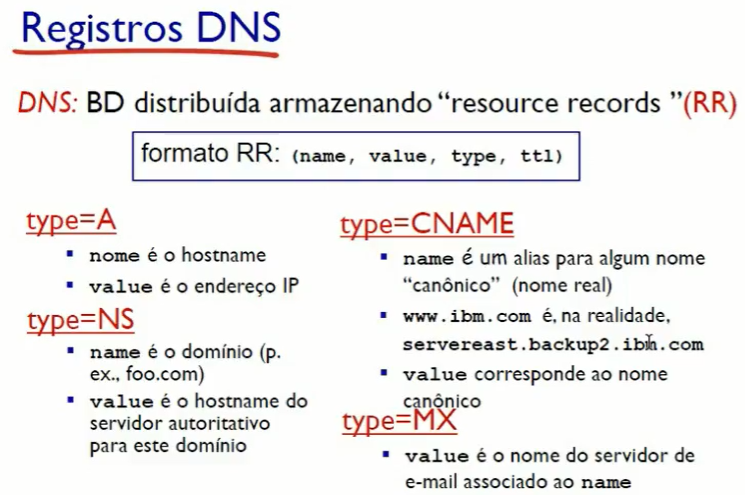 Registros DNS
DNS: BD distribuída armazenando “resource records ”(RR)
formato RR: (name, value, type, ttl)
type=A
▪ nome é o hostname
▪ value é o endereço IP
type=NS
▪ name é o domínio (p.
ex., foo.com)
▪ value é o hostname do
servidor autoritativo
para este domínio
type=CNAME
▪ name é um alias para algum nome
“canônico” (nome real)
▪ www.ibm.com é, na realidade,
servereast.backup2.ibm.com
▪ value corresponde ao nome
canônico
type=MX
▪ value é o nome do servidor de
e-mail associado ao name